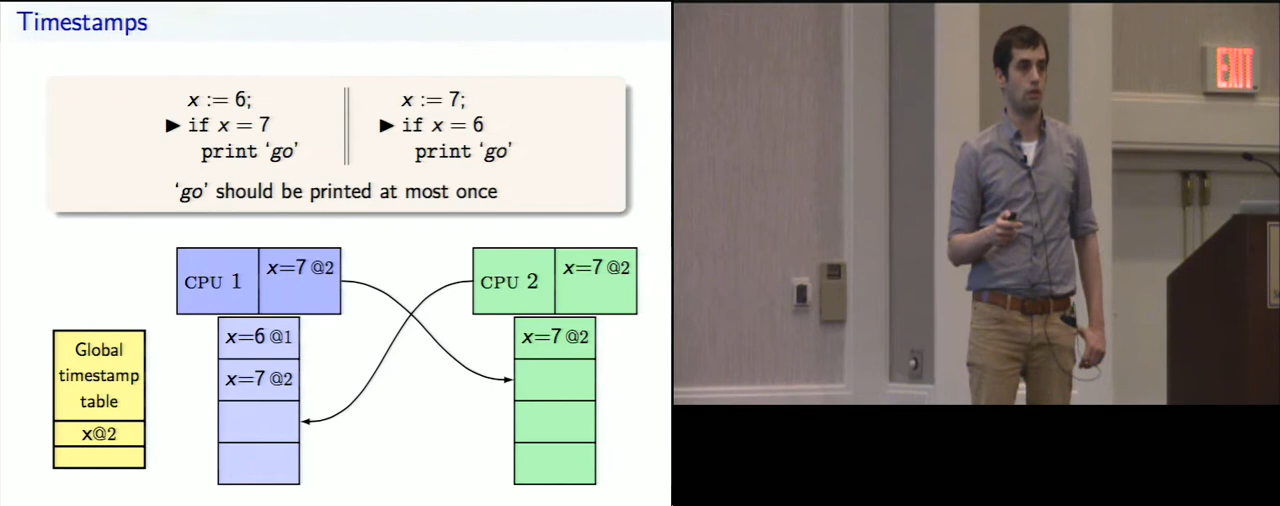 Timestamps
x := 6;
▶ if x = 7
print ‘go’
x := 7;
▶ if x = 6
print ‘go’
‘go’ should be printed at most once
CPU 1
x=7 @2
CPU 2
x=7 @2
x=6 @1
x=7 @2
x=7 @2
Global
timestamp
table
x@2
EXIT